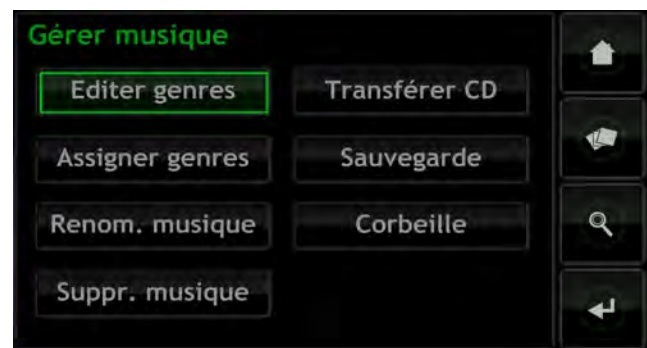 Gérer musique
Editer genres
Transférer CD
Assigner genres
Sauvegarde
Renom. musique
Corbeille
Suppr. musique